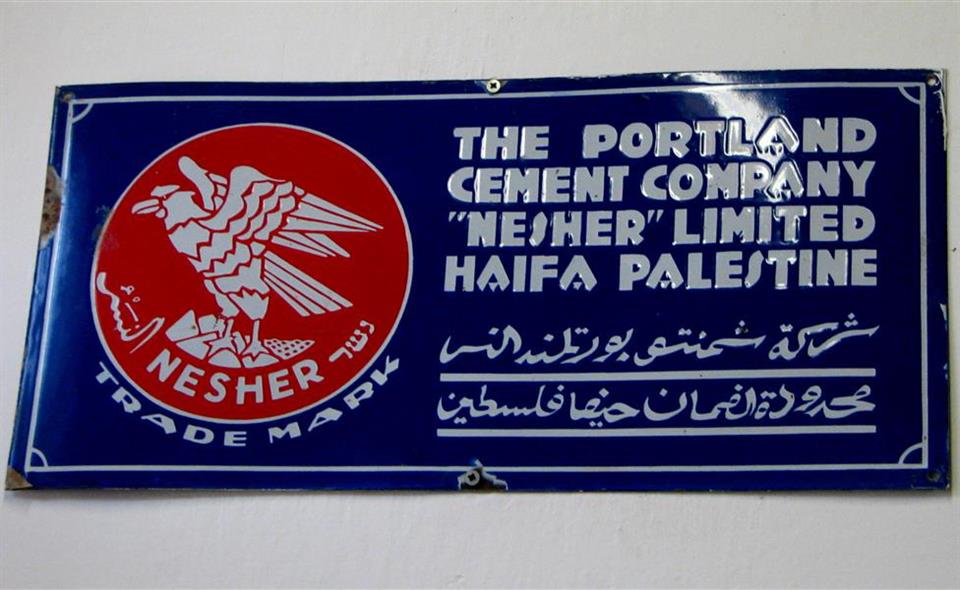 THE PORTLAND
CEMENT COMPANY
"NESHER" LIMITED
HAIFA PALESTINE
شركة شمنتو بورتلند النسر
محدودة الضمان حيفا فلسطين
النسر
NESHER
נשר
TRADE MARK